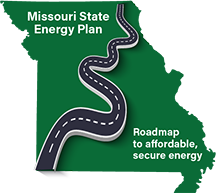 Missouri State
Energy Plan
Roadmap
to affordable,
secure energy